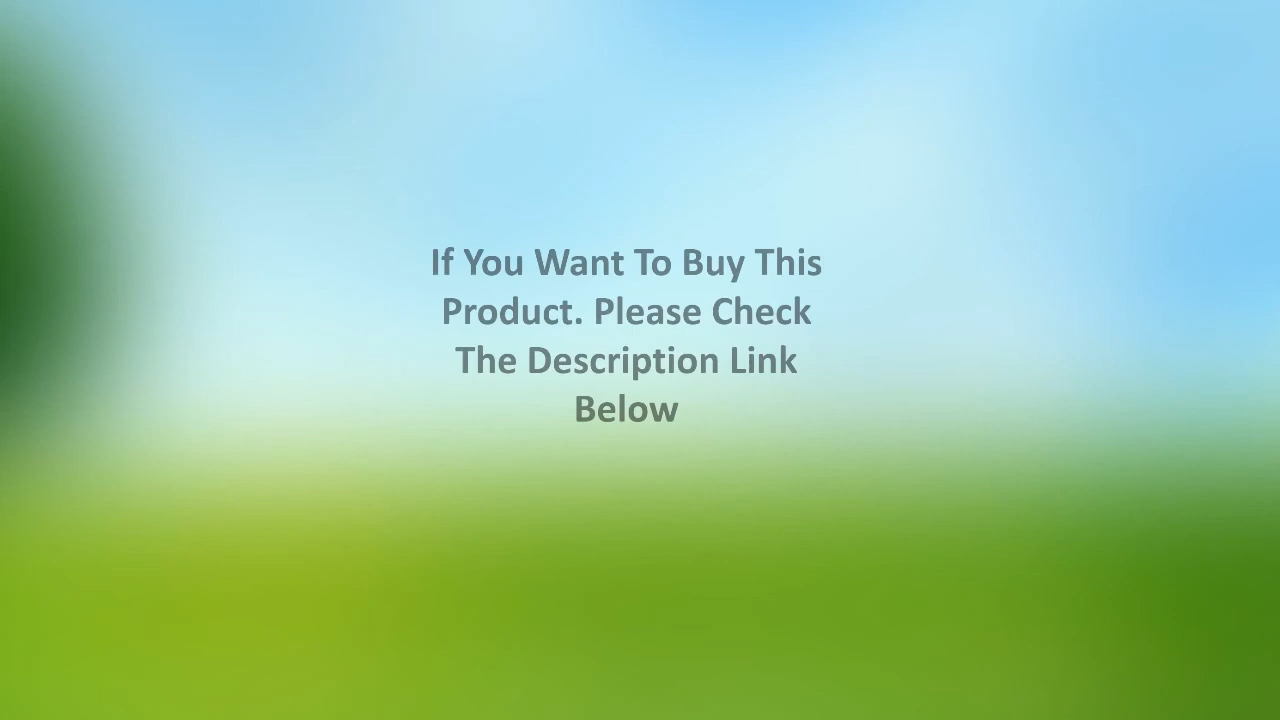 If You Want To Buy This
Product. Please Check
The Description Link
Below